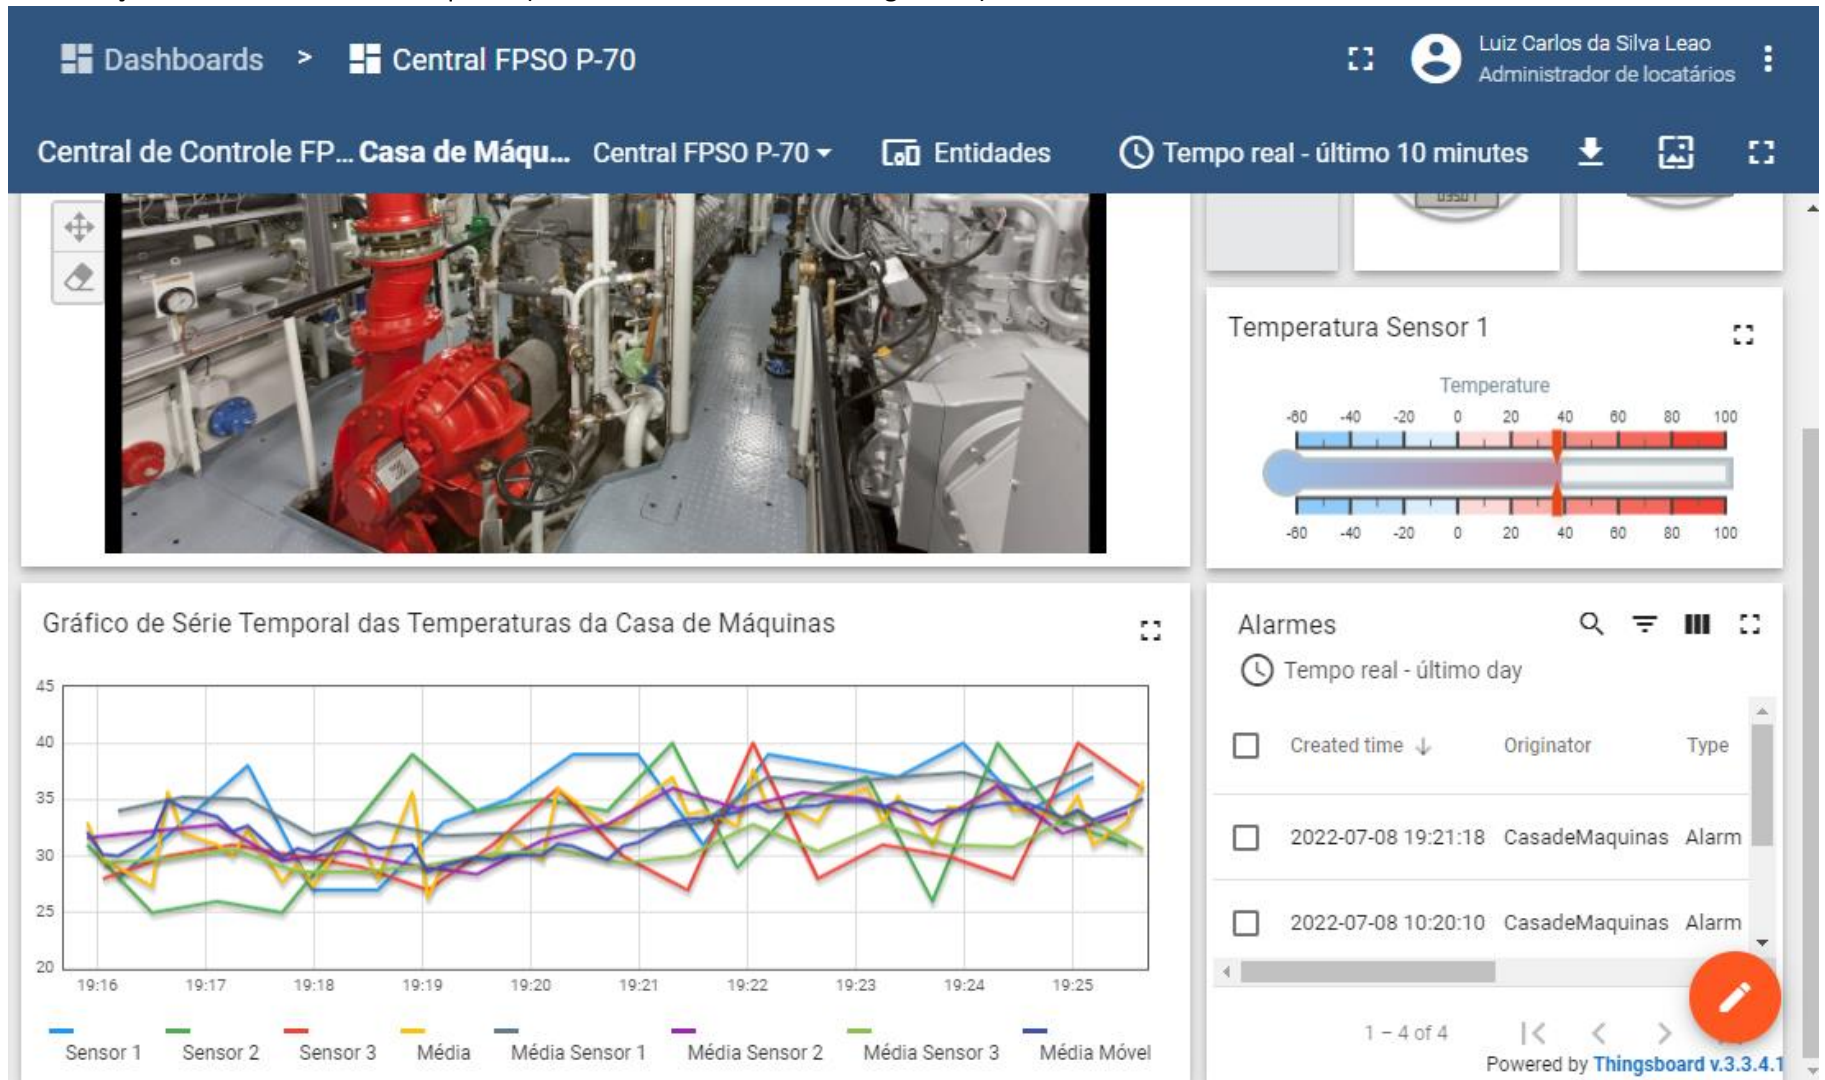 Dashboards > Central FPSO P-70
Luiz Carlos da Silva Leao
Administrador de locatários
Central de Controle FP... Casa de Máqu... Central FPSO P-70 Entidades Tempo real - último 10 minutes
Temperatura Sensor 1
Temperature
-60 -40 -20 0 20 40 60 80 100
-60 -40 -20 0 20 40 60 80 100
Gráfico de Série Temporal das Temperaturas da Casa de Máquinas
45
40
35
30
25
20
19:16 19:17 19:18 19:19 19:20 19:21 19:22 19:23 19:24 19:25
Sensor 1 Sensor 2 Sensor 3 Média Média Sensor 1 Média Sensor 2 Média Sensor 3 Média Móvel
Alarmes
Tempo real - último day
Created time Originator Type
2022-07-08 19:21:18 CasadeMaquinas Alarm
2022-07-08 10:20:10 CasadeMaquinas Alarm
1 – 4 of 4
Powered by Thingsboard v.3.3.4.1